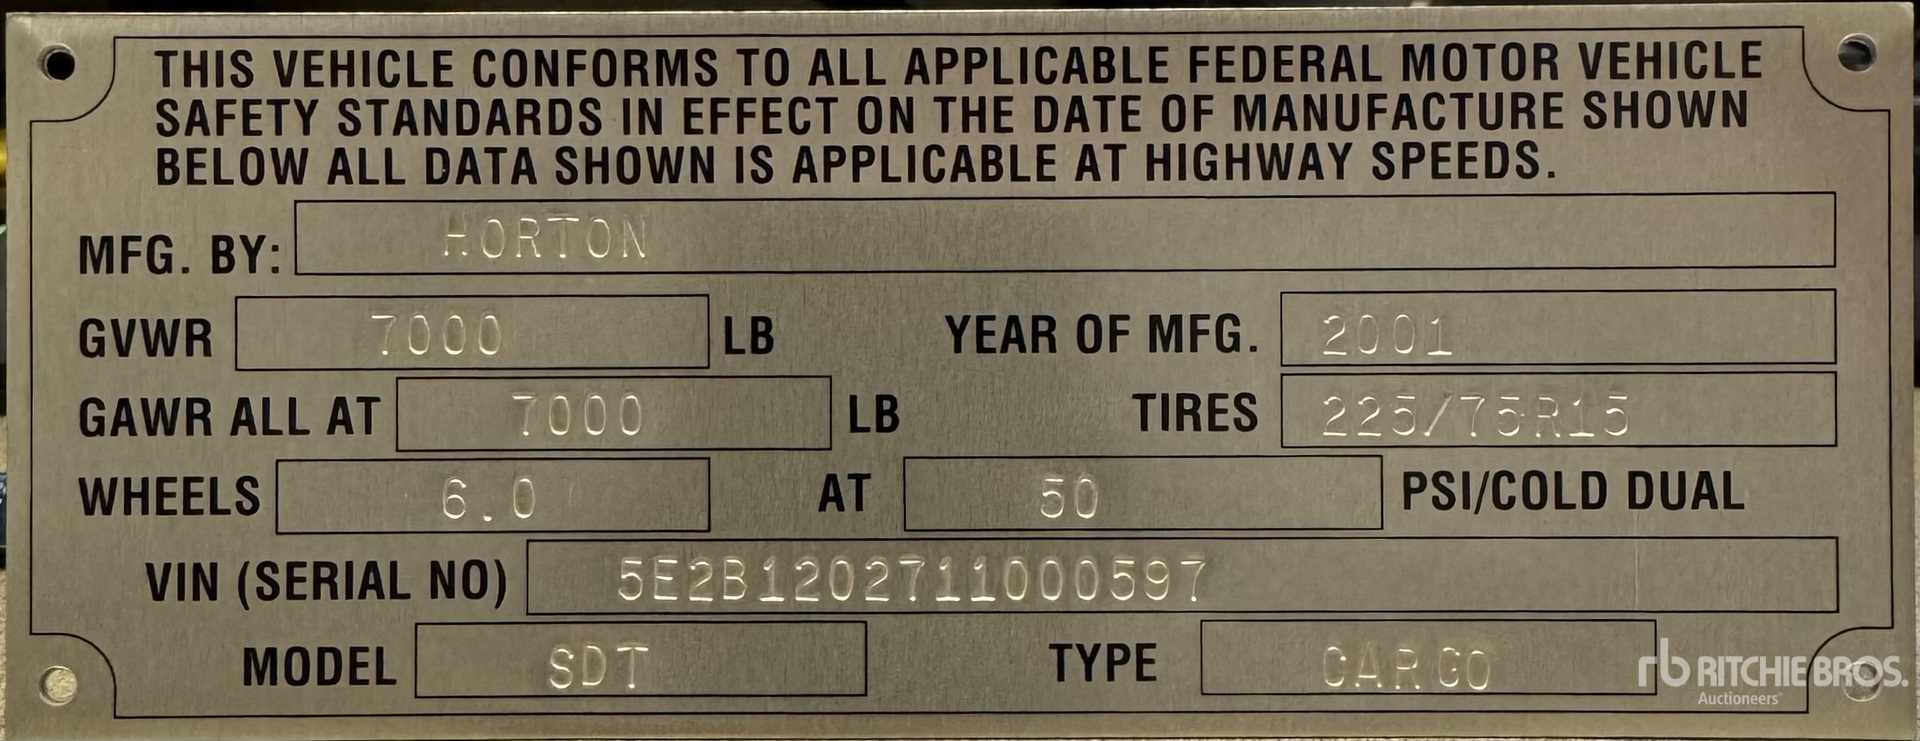 THIS VEHICLE CONFORMS TO ALL APPLICABLE FEDERAL MOTOR VEHICLE
SAFETY STANDARDS IN EFFECT ON THE DATE OF MANUFACTURE SHOWN
BELOW ALL DATA SHOWN IS APPLICABLE AT HIGHWAY SPEEDS.
MFG. BY: HORTON
GVWR 7000 LB YEAR OF MFG. 2001
GAWR ALL AT 7000 LB TIRES 225/75R15
WHEELS 6.0 AT 50 PSI/COLD DUAL
VIN (SERIAL NO) 5E2B1202711000597
MODEL SDT TYPE CARGO
rb RITCHIE BROS.
Auctioneers